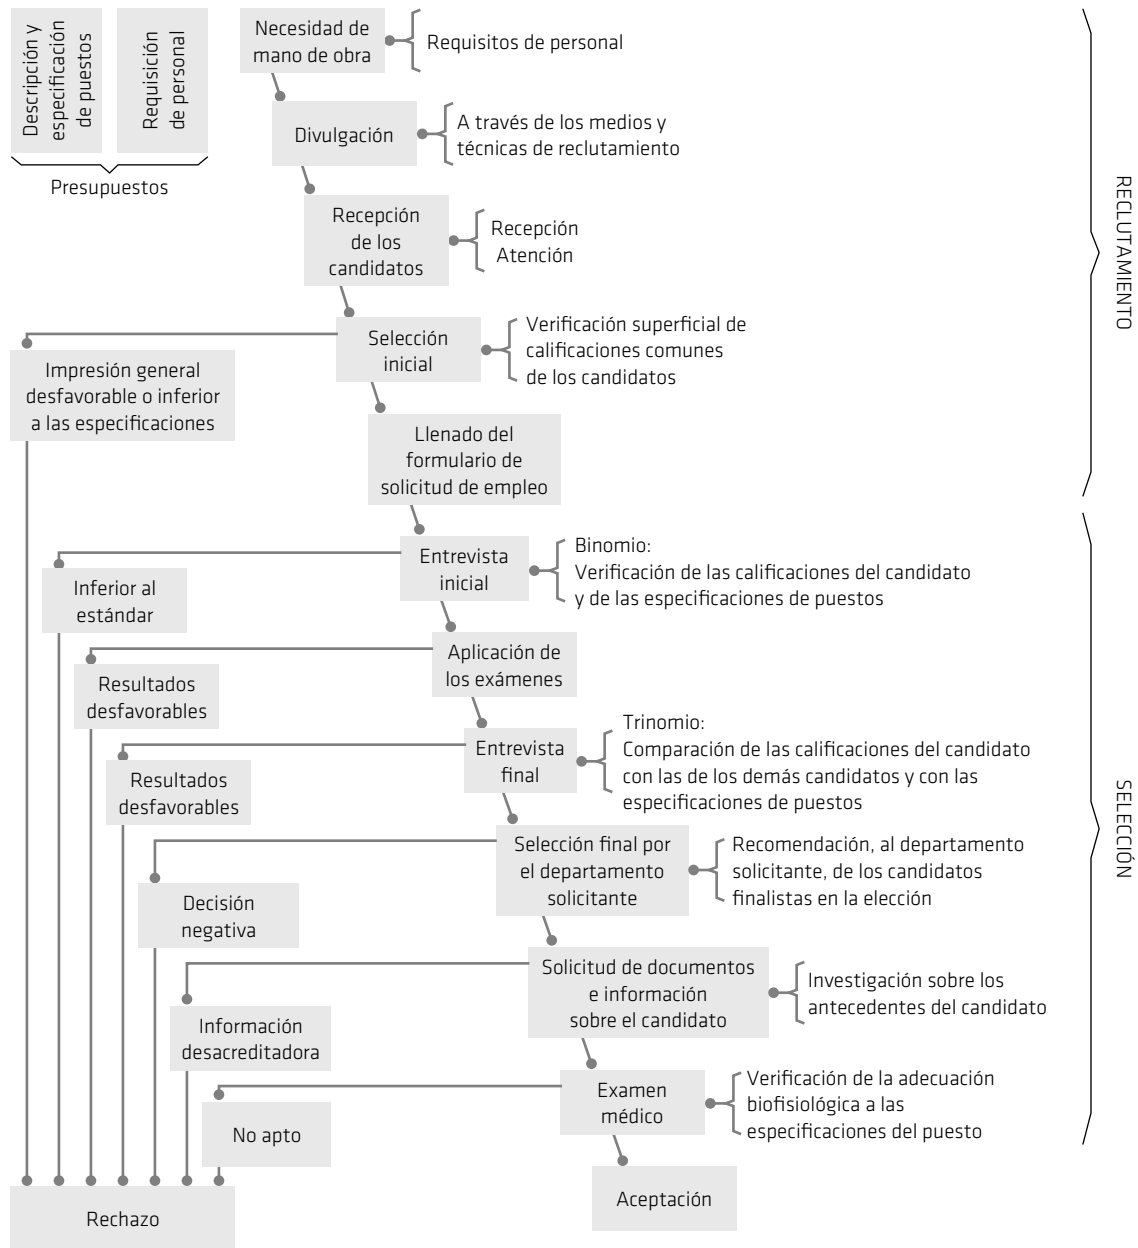 Descripción y
especificación
de puestos
Requisición
de personal
Presupuestos
Necesidad de
mano de obra
Requisitos de personal
Divulgación
A través de los medios y
técnicas de reclutamiento
Recepción
de los
candidatos
Recepción
Atención
Selección
inicial
Verificación superficial de
calificaciones comunes
de los candidatos
Impresión general
desfavorable o inferior
a las especificaciones
Llenado del
formulario de
solicitud de empleo
RECLUTAMIENTO
Entrevista
inicial
Binomio:
Verificación de las calificaciones del candidato
y de las especificaciones de puestos
Inferior al
estándar
Aplicación de
los exámenes
Resultados
desfavorables
Entrevista
final
Trinomio:
Comparación de las calificaciones del candidato
con las de los demás candidatos y con las
especificaciones de puestos
Resultados
desfavorables
Selección final por
el departamento
solicitante
Recomendación, al departamento
solicitante, de los candidatos
finalistas en la elección
Decisión
negativa
Solicitud de documentos
e información
sobre el candidato
Investigación sobre los
antecedentes del candidato
Información
desacreditadora
Examen
médico
Verificación de la adecuación
biofisiológica a las
especificaciones del puesto
No apto
SELECCIÓN
Aceptación
Rechazo